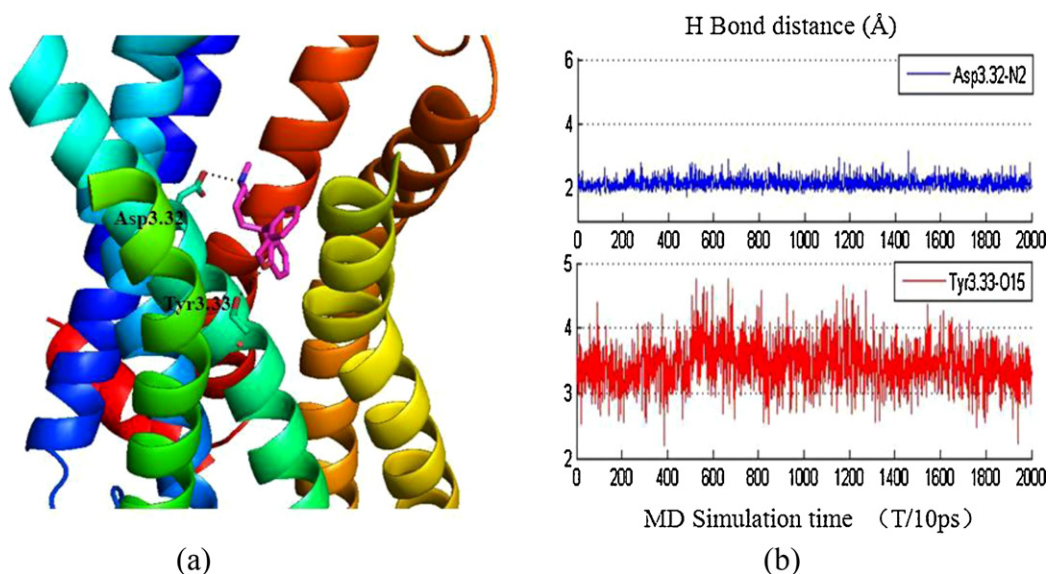 Asp3.32
Tyr3.33
(a)
H Bond distance (Å)
6
4
2
Asp3.32-N2
0 200 400 600 800 1000 1200 1400 1600 1800 2000
5
4
3
2
Tyr3.33-O15
0 200 400 600 800 1000 1200 1400 1600 1800 2000
MD Simulation time （T/10ps）
(b)